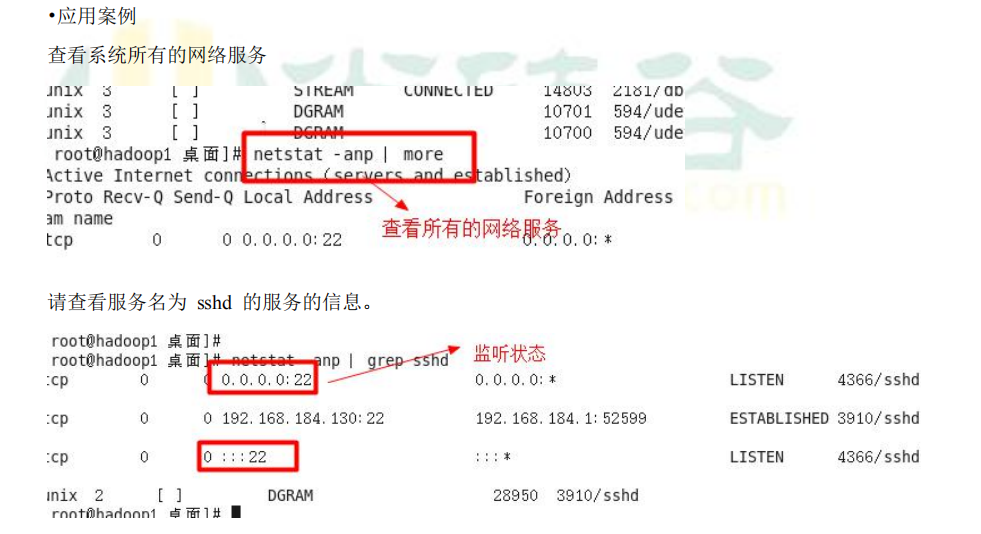 •应用案例
查看系统所有的网络服务
unix 3 [ ] STREAM CONNECTED 14803 2181/db
unix 3 [ ] DGRAM 10701 594/ude
unix 3 [ ] DGRAM 10700 594/ude
root@hadoop1 桌面]# netstat -anp | more
Active Internet connections (servers and established)
Proto Recv-Q Send-Q Local Address Foreign Address
am name
查看所有的网络服务
tcp 0 0 0.0.0.0:22 0.0.0.0:*
请查看服务名为 sshd 的服务的信息。
root@hadoop1 桌面]#
root@hadoop1 桌面]# netstat -anp | grep sshd
监听状态
tcp 0 0 0.0.0.0:22 0.0.0.0:* LISTEN 4366/sshd
tcp 0 0 192.168.184.130:22 192.168.184.1:52599 ESTABLISHED 3910/sshd
tcp 0 0 :::22 :::* LISTEN 4366/sshd
unix 2 [ ] DGRAM 28950 3910/sshd
root@hadoop1 桌面]#